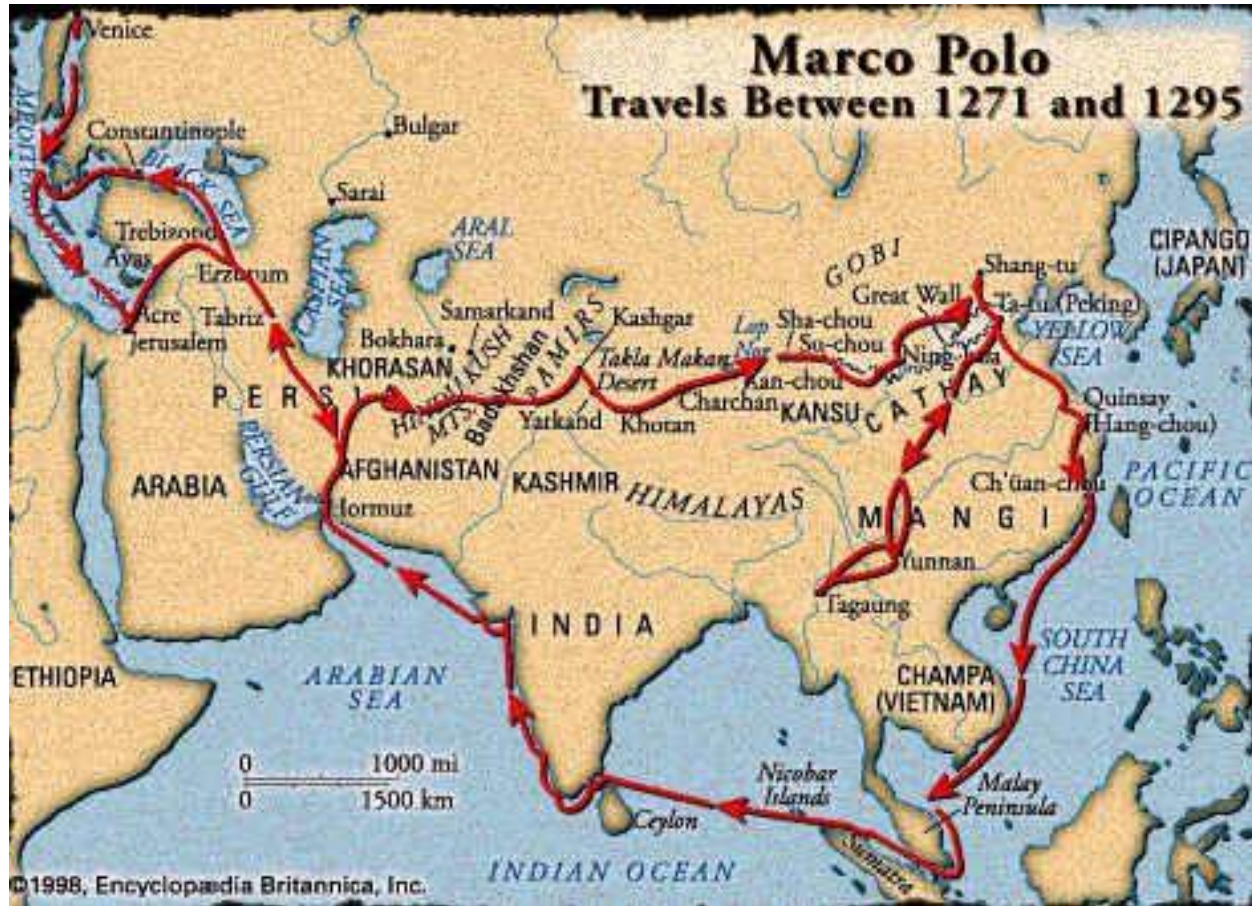 Marco Polo
Travels Between 1271 and 1295
Venice
Constantinople
BLACK SEA
Bulgar
Sarai
ARAL
SEA
CASPIAN
SEA
Trebizond
Ayas
Erzurum
Acre
Jerusalem
Tabriz
Samarkand
Bokhara
KHORASAN
HINDU KUSH
MTS.
Badakhshan
PAMIRS
Kashgar
Takla Makan
Desert
Yarkand
Khotan
Charchan
Lop
Nor
Sha-chou
Su-chou
Kan-chou
KANSU
GOBI
Great Wall
Shang-tu
Ta-tu (Peking)
CATHAY
YELLOW
SEA
CIPANGO
(JAPAN)
Quinsay
(Hang-chou)
PERSIA
PERSIAN
GULF
ARABIA
AFGHANISTAN
KASHMIR
HIMALAYAS
Hormuz
Ch'üan-chou
PACIFIC
OCEAN
MANGI
Yunnan
Tagaung
INDIA
ETHIOPIA
ARABIAN
SEA
SOUTH
CHINA
SEA
CHAMPA
(VIETNAM)
0 1000 mi
0 1500 km
Nicobar
Islands
Malay
Peninsula
Ceylon
Sumatra
INDIAN OCEAN
©1998, Encyclopædia Britannica, Inc.